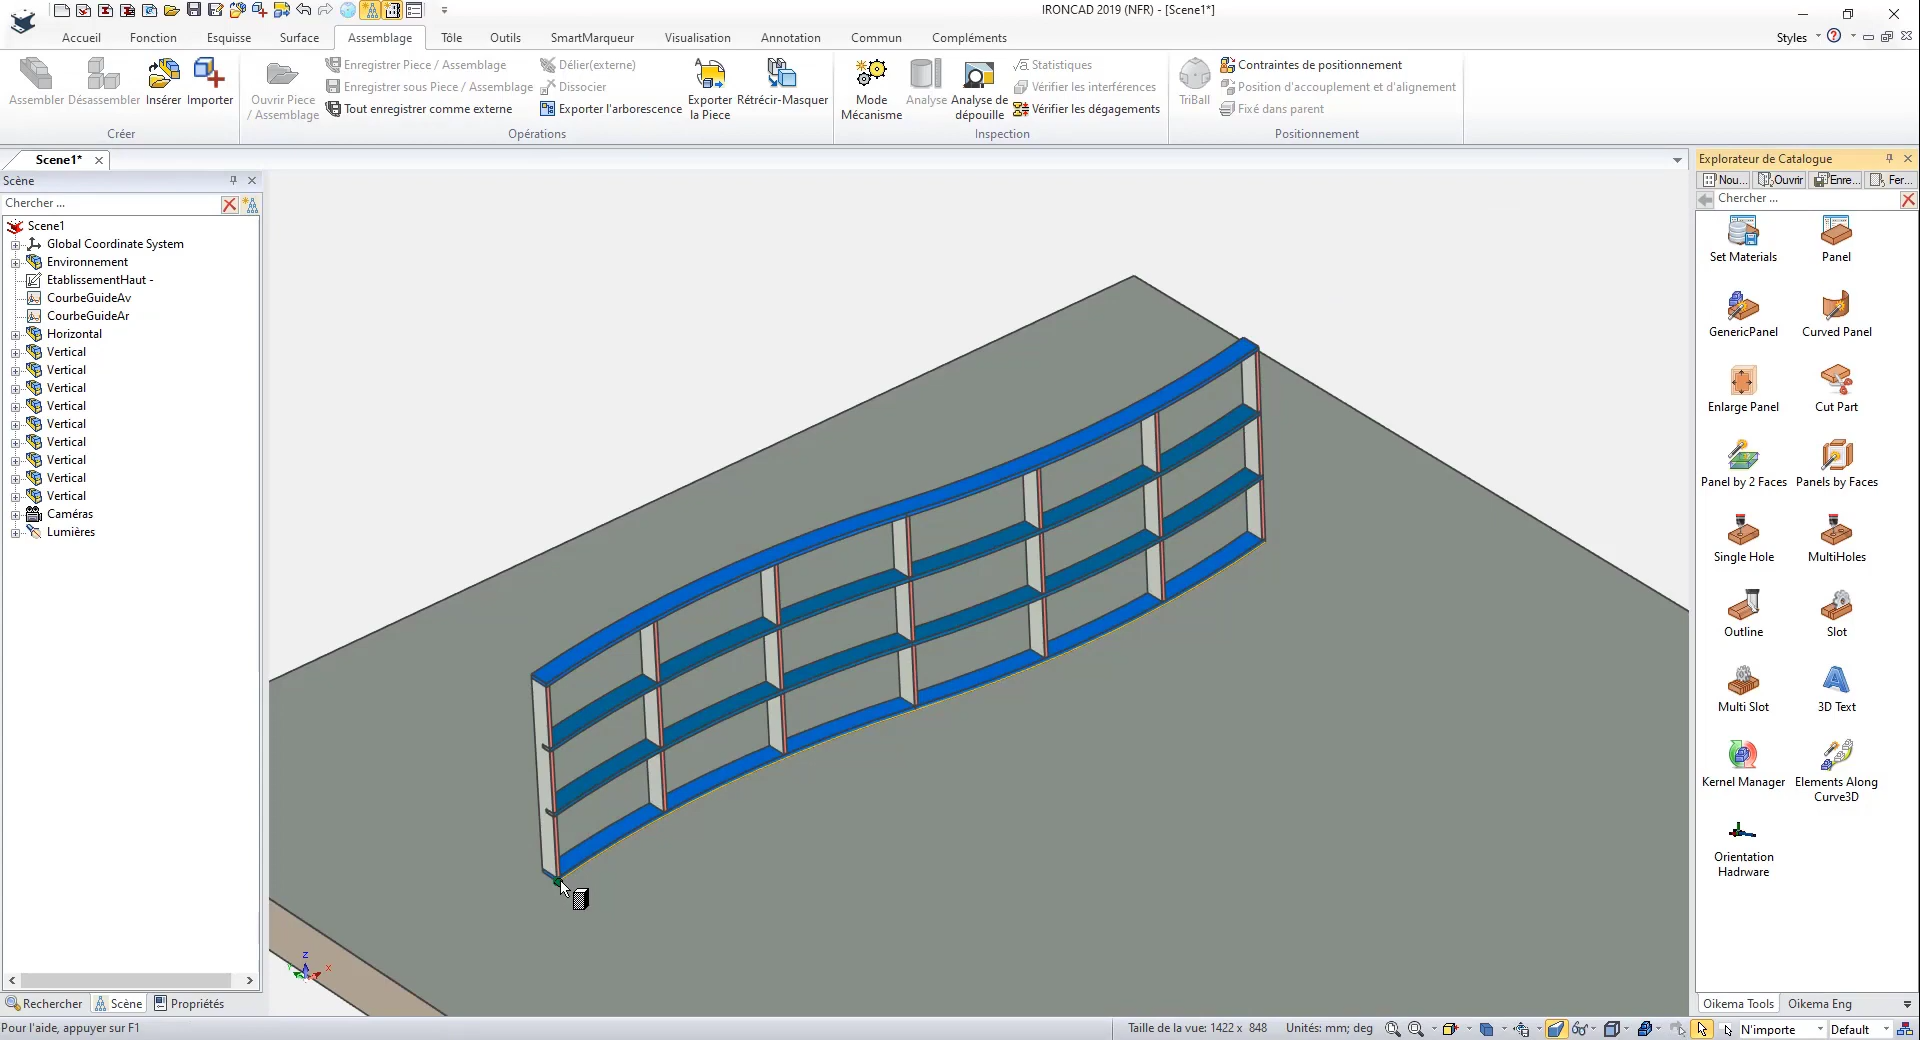 IRONCAD 2019 (NFR) - [Scene1*]
Accueil Fonction Esquisse Surface Assemblage Tôle Outils SmartMarqueur Visualisation Annotation Commun Compléments Styles
Assembler Désassembler Insérer Importer
Créer
Ouvrir Piece / Assemblage
Enregistrer Piece / Assemblage
Enregistrer sous Piece / Assemblage
Tout enregistrer comme externe
Délier(externe)
Dissocier
Exporter l'arborescence
Exporter la Piece
Rétrécir-Masquer
Opérations
Mode Mécanisme
Analyse
Analyse de dépouille
Statistiques
Vérifier les interférences
Vérifier les dégagements
Inspection
TriBall
Contraintes de positionnement
Position d'accouplement et d'alignement
Fixé dans parent
Positionnement
Scene1*
Scène
Chercher ...
Scene1
Global Coordinate System
Environnement
EtablissementHaut -
CourbeGuideAv
CourbeGuideAr
Horizontal
Vertical
Vertical
Vertical
Vertical
Vertical
Vertical
Vertical
Vertical
Vertical
Caméras
Lumières
Rechercher Scène Propriétés
Z
X
Explorateur de Catalogue
Nou... Ouvrir Enre... Fer...
Chercher ...
Set Materials Panel
GenericPanel Curved Panel
Enlarge Panel Cut Part
Panel by 2 Faces Panels by Faces
Single Hole MultiHoles
Outline Slot
Multi Slot 3D Text
Kernel Manager Elements Along Curve3D
Orientation Hadrware
Oikema Tools Oikema Eng
Pour l'aide, appuyer sur F1
Taille de la vue: 1422 x 848 Unités: mm; deg N'importe Default